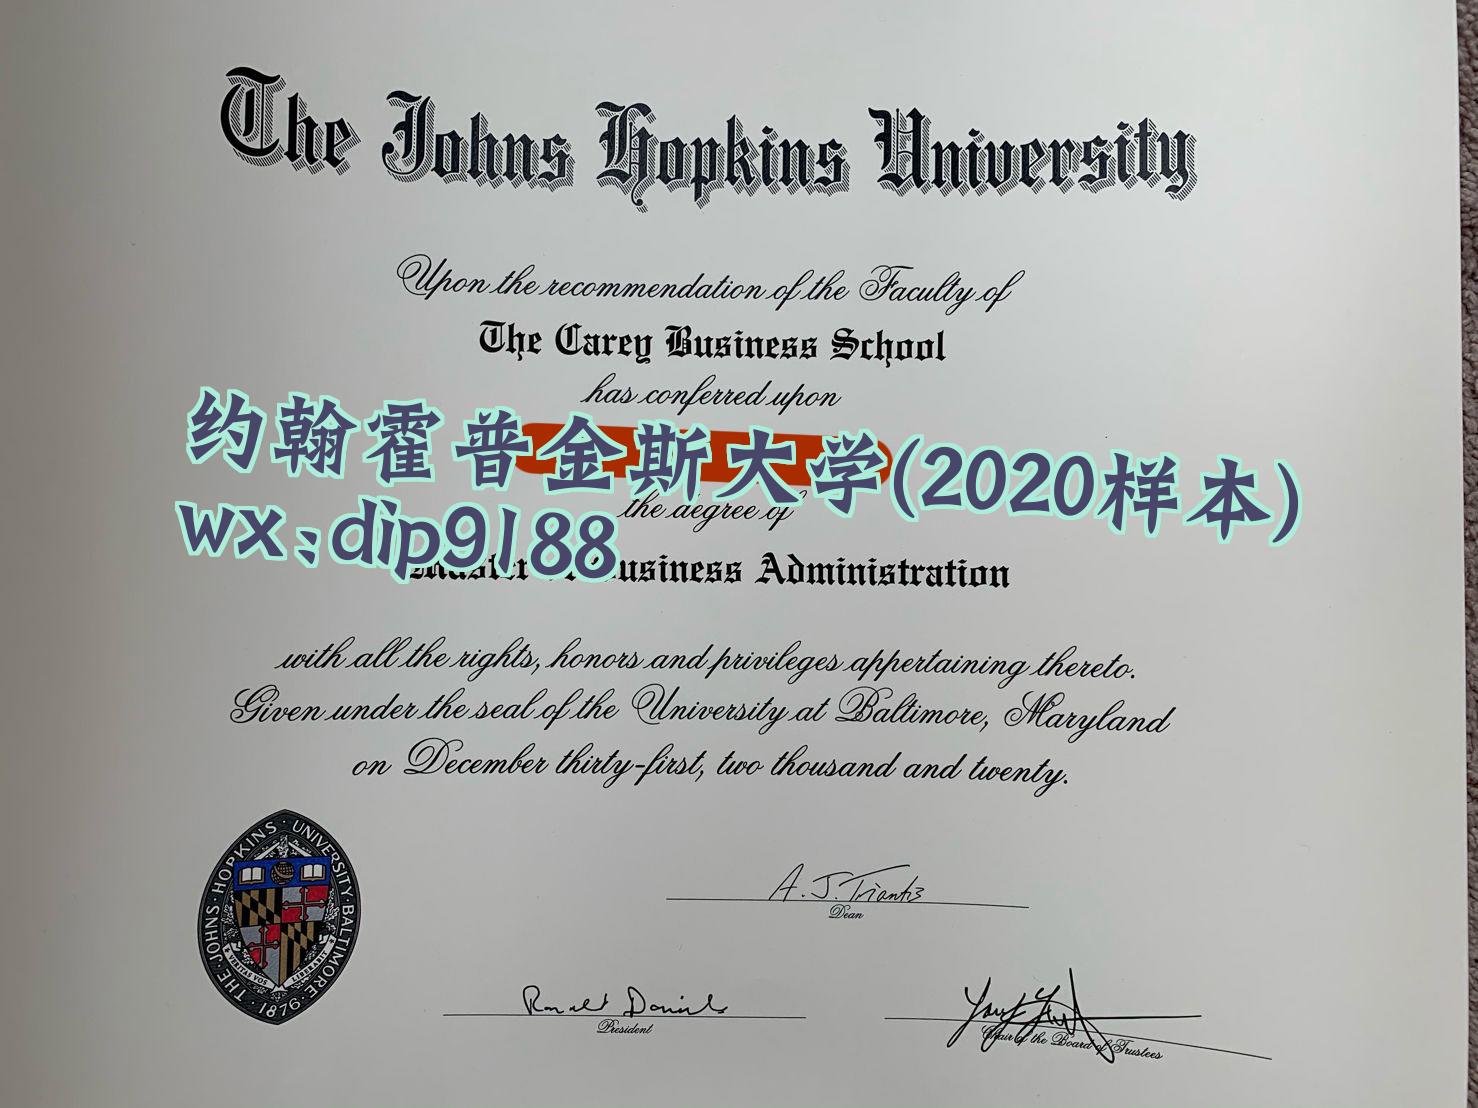 The Johns Hopkins University
Upon the recommendation of the Faculty of
The Carey Business School
has conferred upon
约翰霍普金斯大学(2020样本)
the degree of
wx:dip9188
Business Administration
with all the rights, honors and privileges appertaining thereto.
Given under the seal of the University at Baltimore, Maryland
on December thirty-first, two thousand and twenty.
THE·JOHNS·HOPKINS·UNIVERSITY·BALTIMORE·
VERITAS VOS LIBERABIT
·1876·
A. J. Triantis
Dean
Ronald Daniels
President
Chair of the Board of Trustees